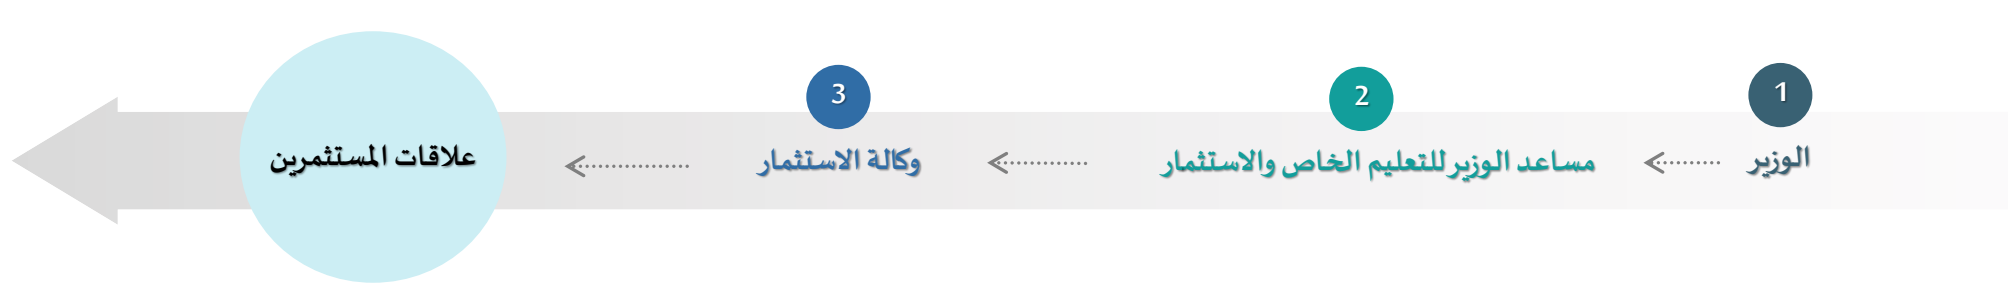 1
الوزير
2
مساعد الوزير للتعليم الخاص والاستثمار
3
وكالة الاستثمار
علاقات المستثمرين